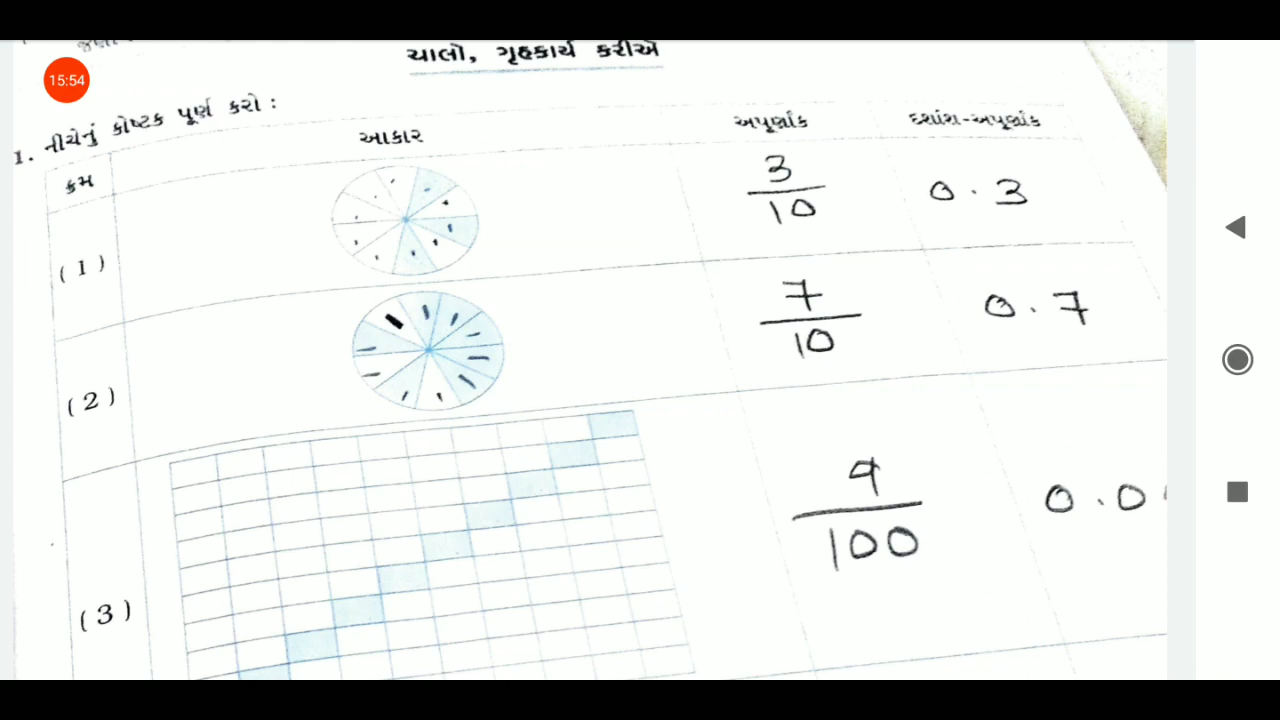 ચાલો, ગૃહકાર્ય કરીએ
15:54
1. નીચેનું કોષ્ટક પૂર્ણ કરો :
ક્રમ આકાર અપૂર્ણાંક દશાંશ-અપૂર્ણાંક
(1) 3/10 0.3
(2) 7/10 0.7
(3) 9/100 0.0